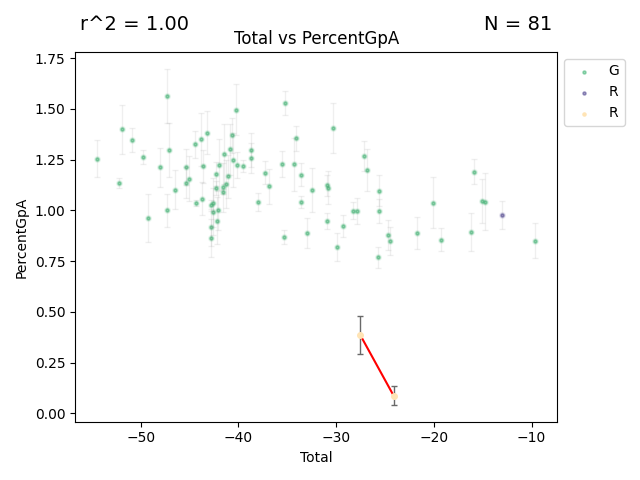 r^2 = 1.00
N = 81
Total vs PercentGpA
1.75
1.50
1.25
1.00
0.75
0.50
0.25
0.00
PercentGpA
−50
−40
−30
−20
−10
Total
G
R
R